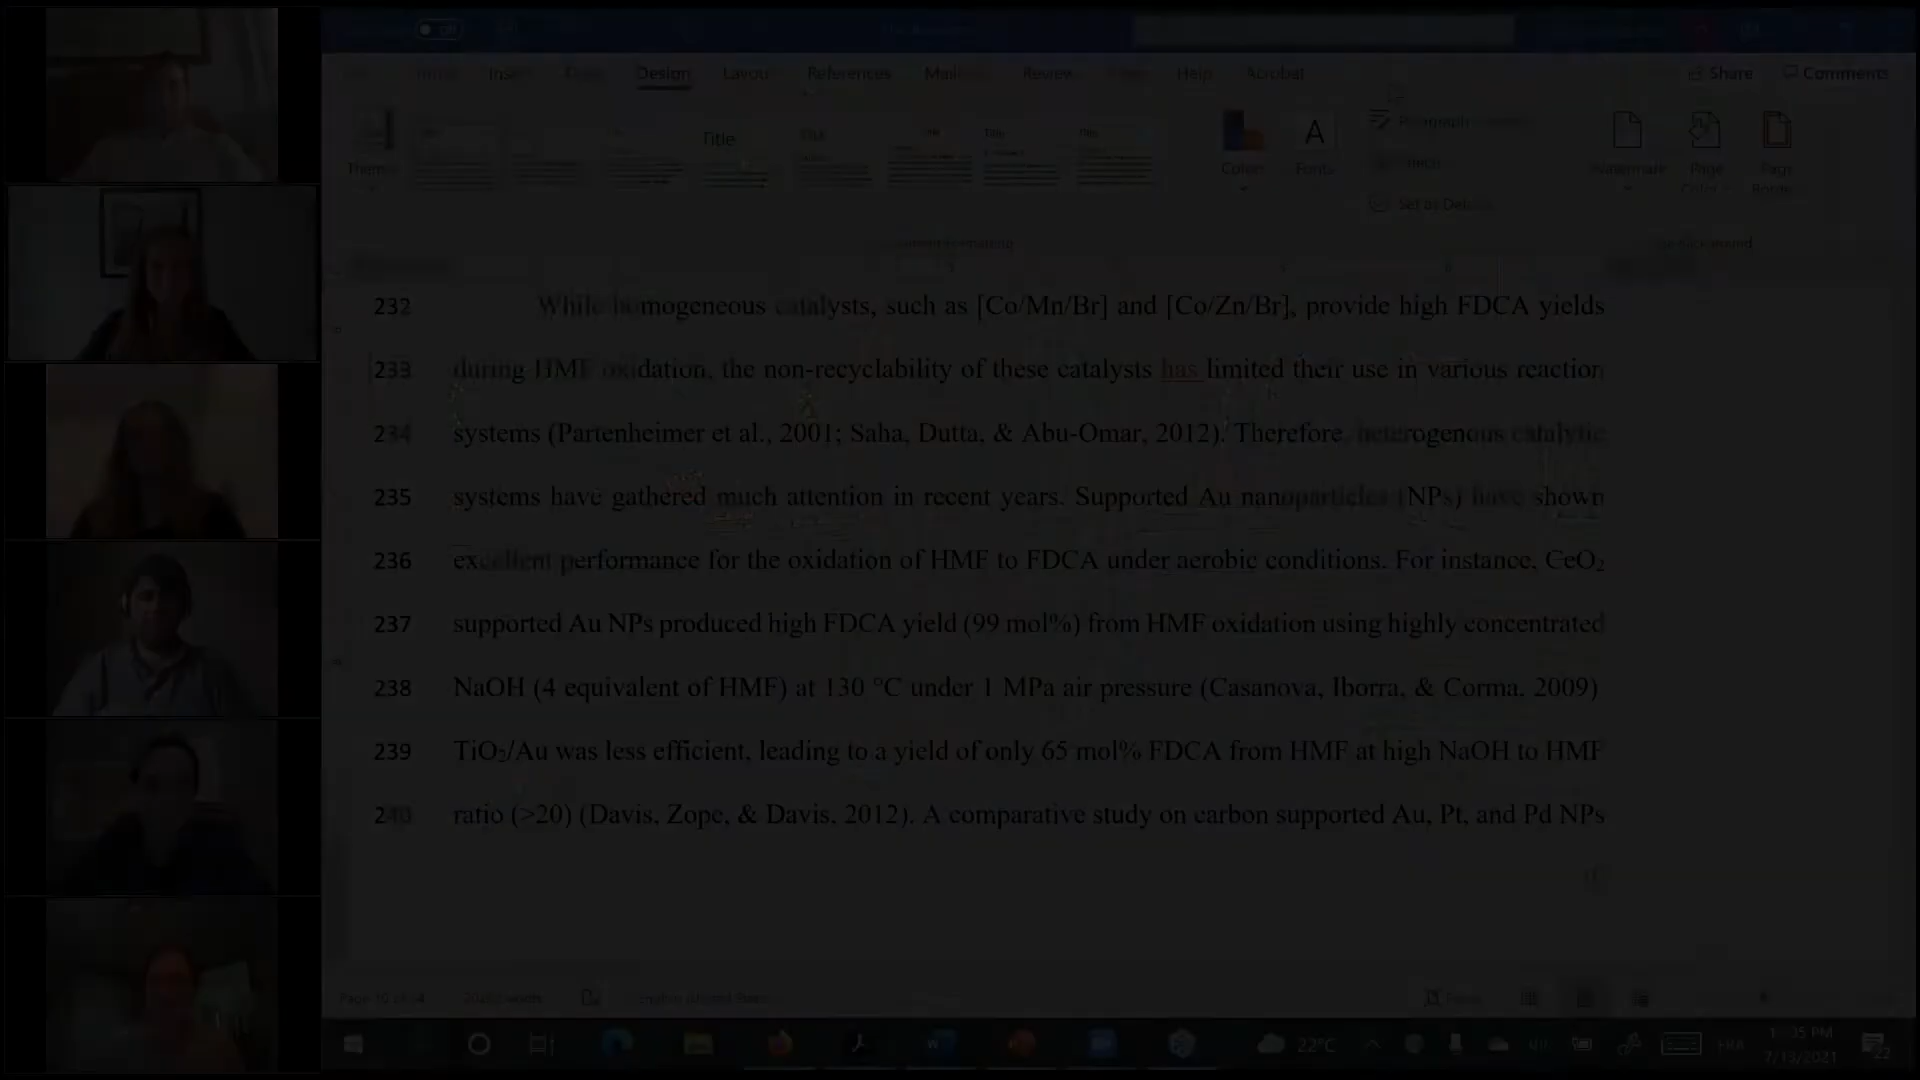 Design Layou References Review Help Acrobat Share Comments
Title
Fonts
232 While homogeneous catalysts, such as [Co/Mn/Br] and [Co/Zn/Br], provide high FDCA yields
233 during HMF oxidation, the non-recyclability of these catalysts has limited their use in various reaction
234 systems (Partenheimer et al., 2001; Saha, Dutta, & Abu-Omar, 2012). Therefore, heterogenous catalytic
235 systems have gathered much attention in recent years. Supported Au nanoparticles (NPs) have shown
236 excellent performance for the oxidation of HMF to FDCA under aerobic conditions. For instance, CeO₂
237 supported Au NPs produced high FDCA yield (99 mol%) from HMF oxidation using highly concentrated
238 NaOH (4 equivalent of HMF) at 130 °C under 1 MPa air pressure (Casanova, Iborra, & Corma, 2009)
239 TiO₂/Au was less efficient, leading to a yield of only 65 mol% FDCA from HMF at high NaOH to HMF
240 ratio (>20) (Davis, Zope, & Davis, 2012). A comparative study on carbon supported Au, Pt, and Pd NPs
22°C
7/13/2021
22